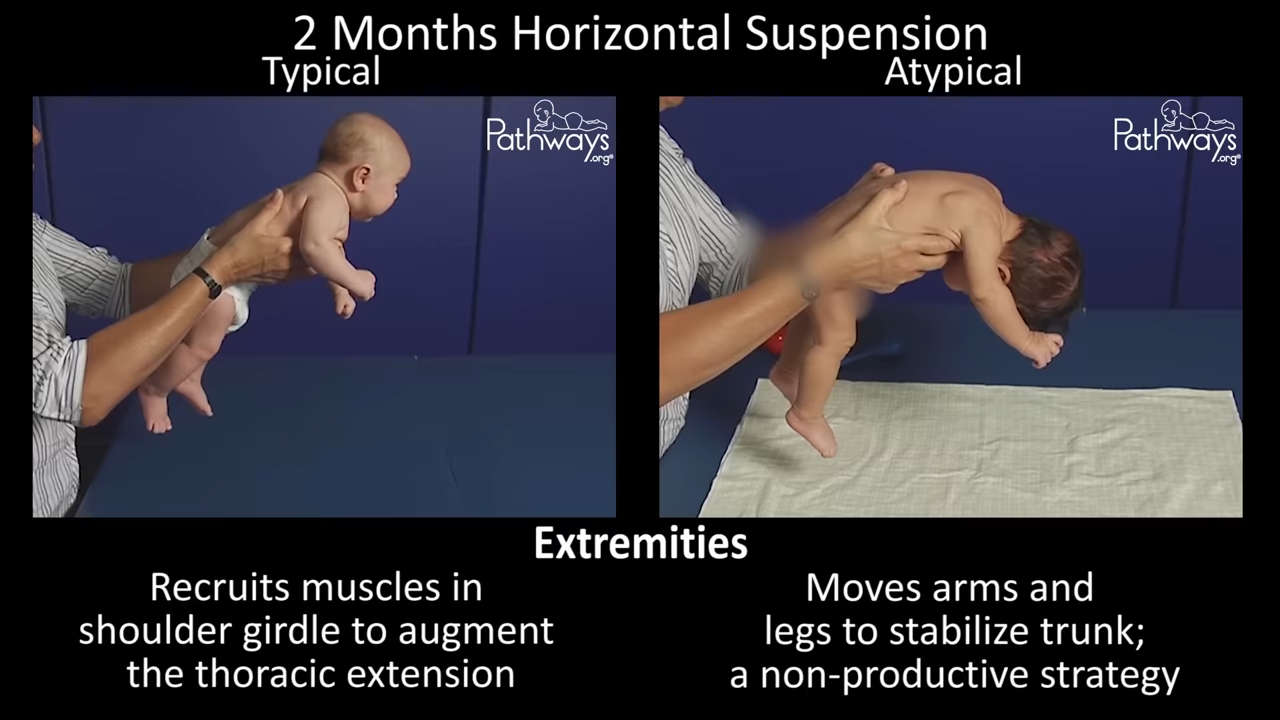 2 Months Horizontal Suspension
Typical
Atypical
Pathways
.org®
Pathways
.org®
Extremities
Recruits muscles in
shoulder girdle to augment
the thoracic extension
Moves arms and
legs to stabilize trunk;
a non-productive strategy